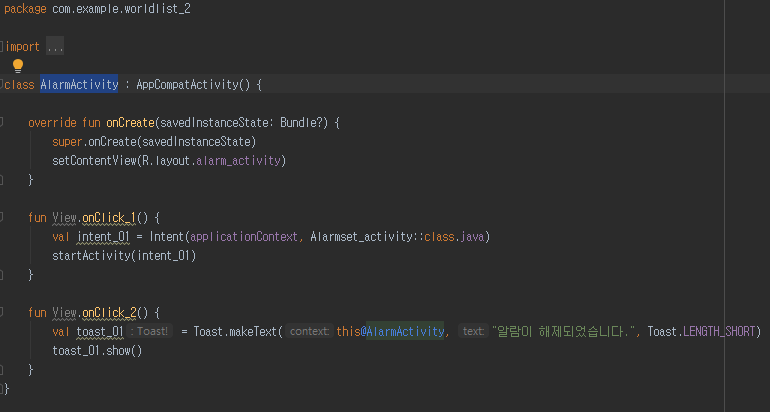 package com.example.worldlist_2
import ...
class AlarmActivity : AppCompatActivity() {
override fun onCreate(savedInstanceState: Bundle?) {
super.onCreate(savedInstanceState)
setContentView(R.layout.alarm_activity)
}
fun View.onClick_1() {
val intent_01 = Intent(applicationContext, Alarmset_activity::class.java)
startActivity(intent_01)
}
fun View.onClick_2() {
val toast_01 : Toast! = Toast.makeText( context: this@AlarmActivity, text: "알람이 해제되었습니다.", Toast.LENGTH_SHORT)
toast_01.show()
}
}